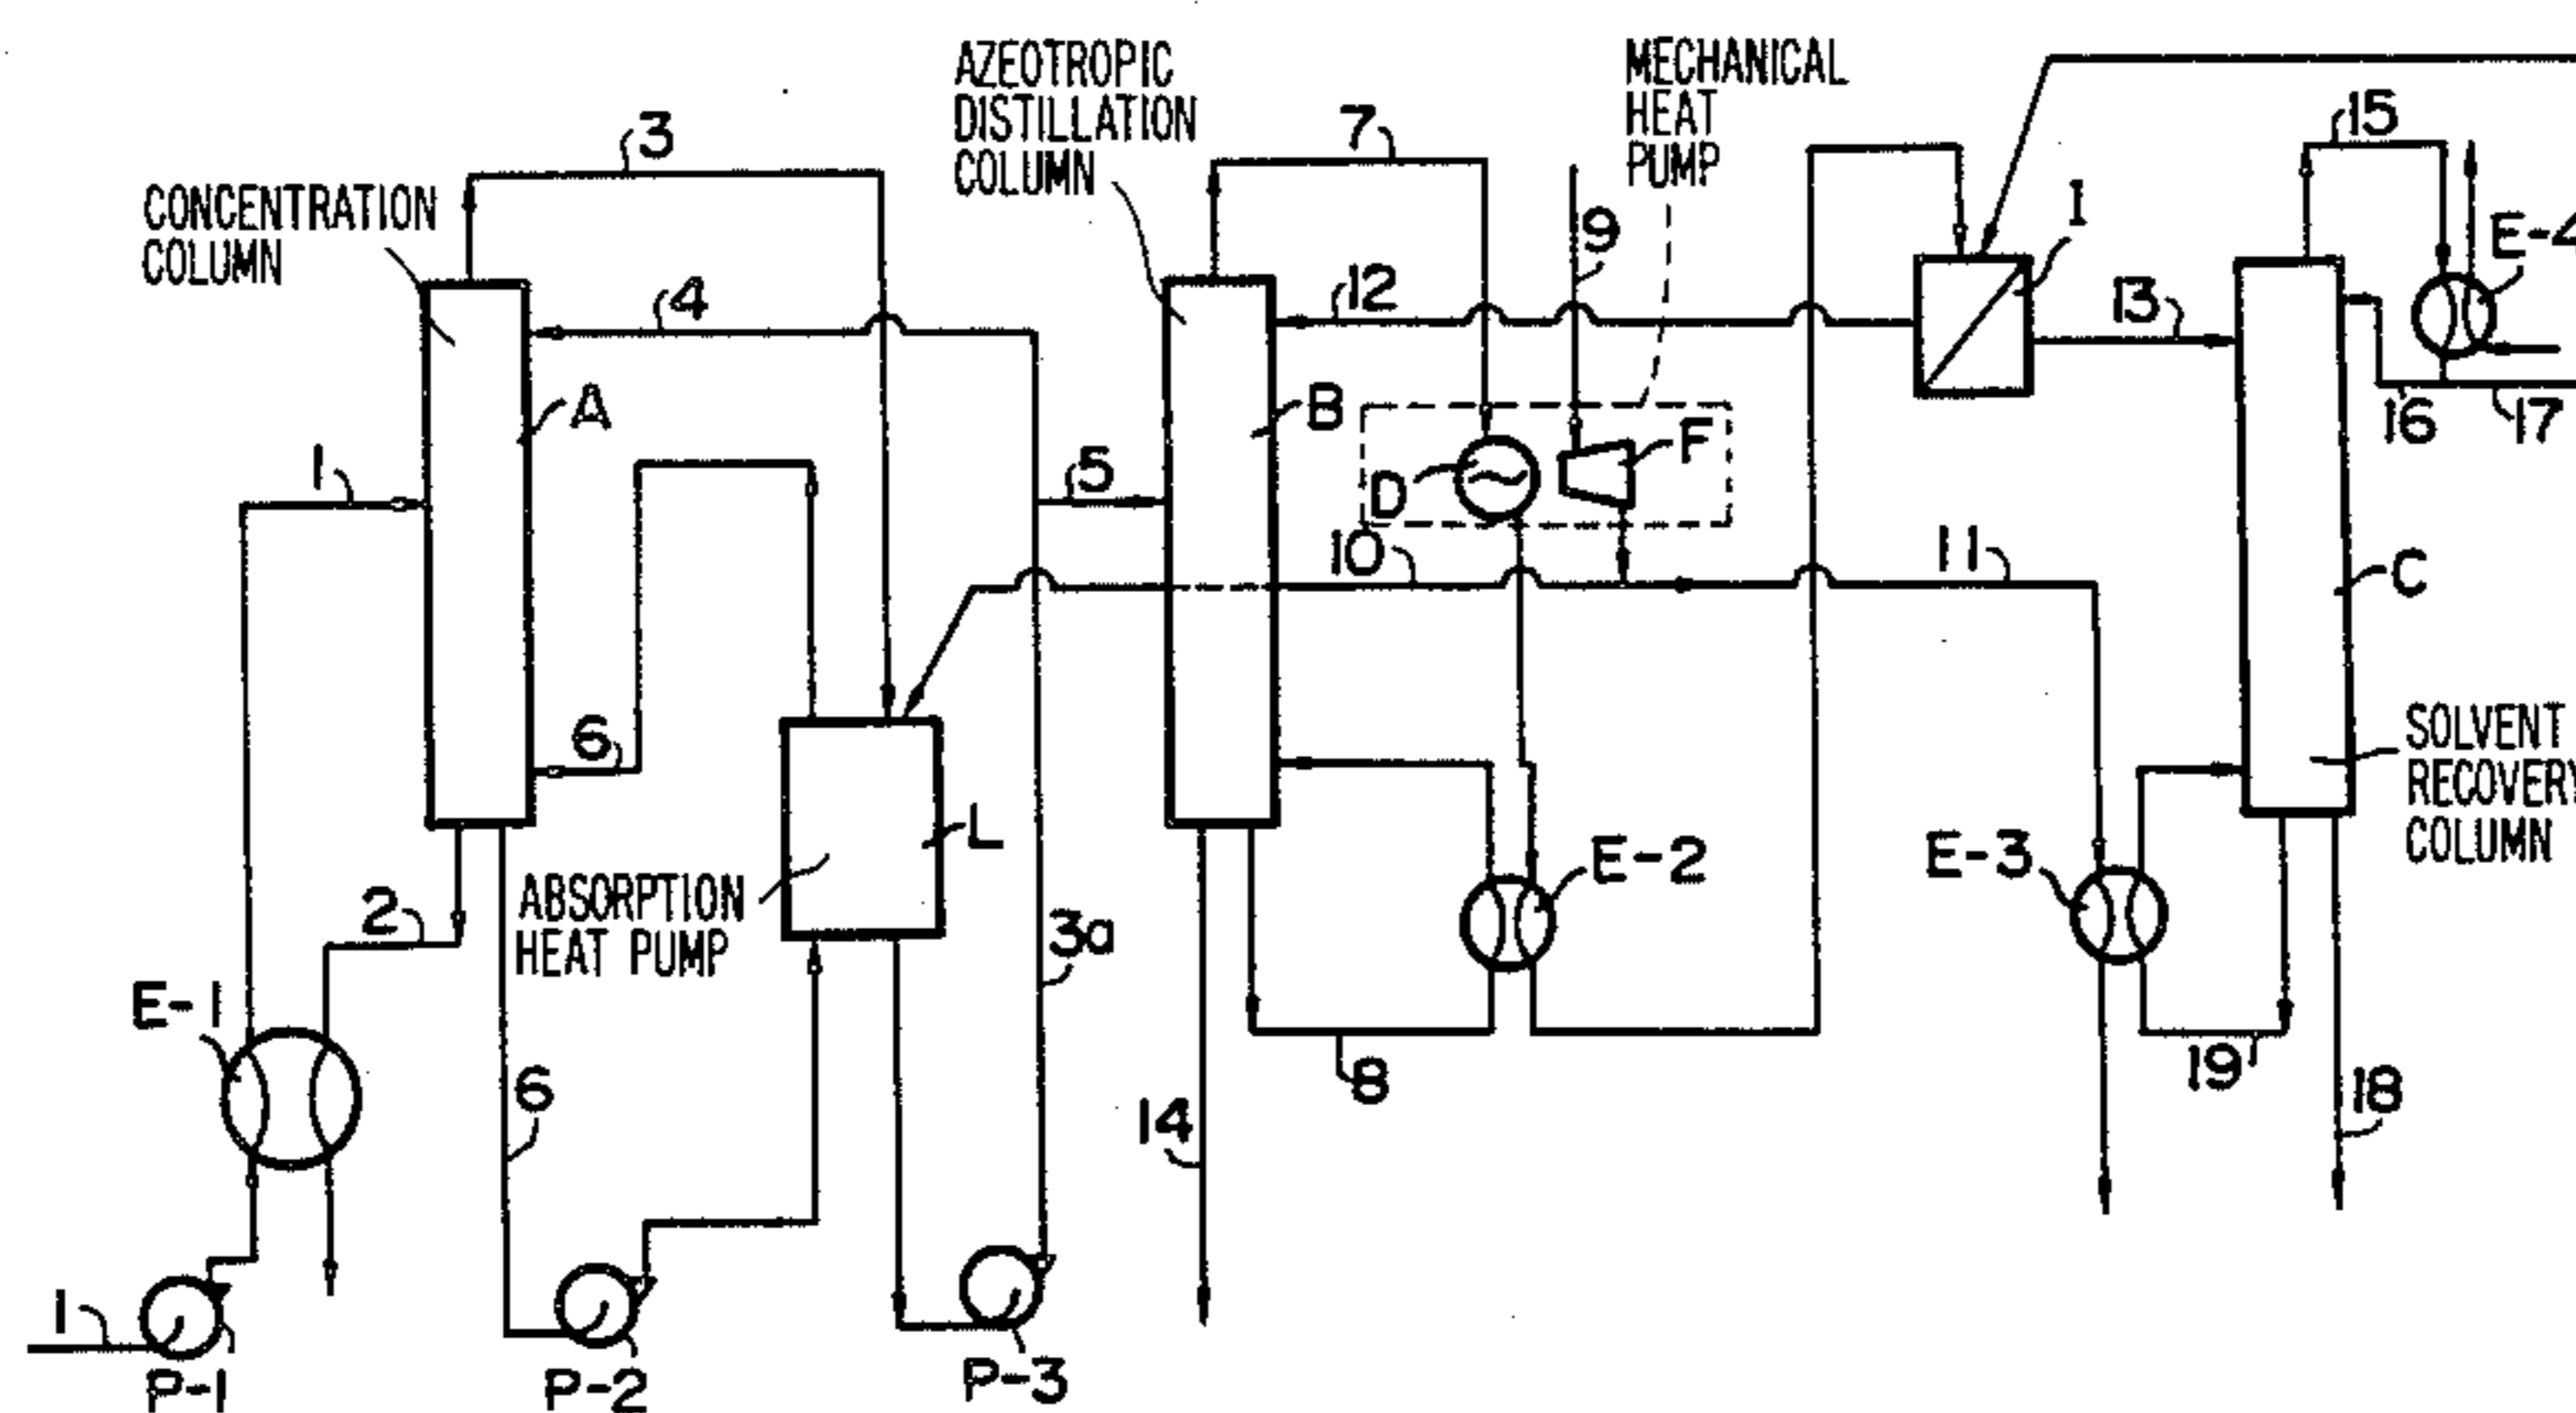 AZEOTROPIC
DISTILLATION
COLUMN
MECHANICAL
HEAT
PUMP
CONCENTRATION
COLUMN
3
7
15
9
I
E-4
4
12
13
A
B
D
F
16
17
1
5
10
11
C
6
L
ABSORPTION
HEAT PUMP
SOLVENT
RECOVERY
COLUMN
E-2
E-3
2
3a
E-1
6
8
14
19
18
1
P-1
P-2
P-3